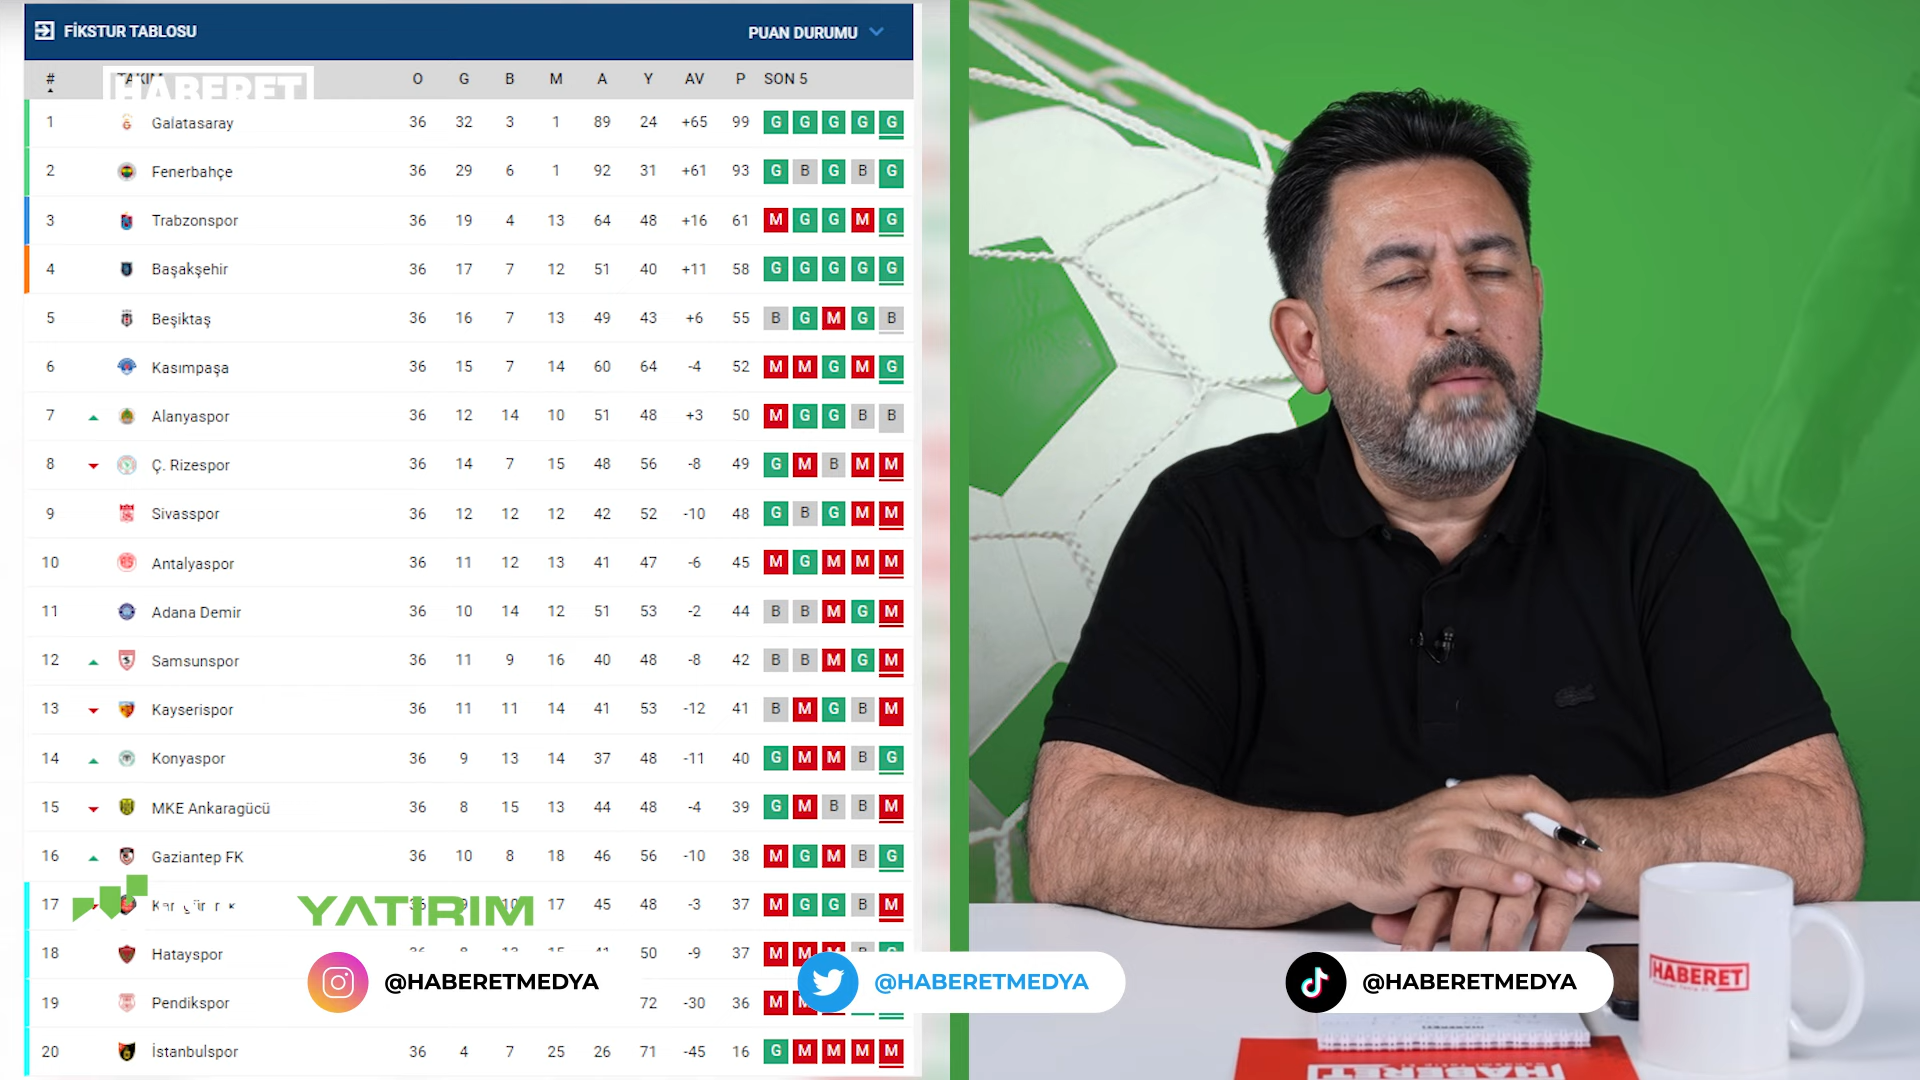 FİKSTUR TABLOSU PUAN DURUMU
HABERET
# TAKIM O G B M A Y AV P SON 5
1 Galatasaray 36 32 3 1 89 24 +65 99 G G G G G
2 Fenerbahçe 36 29 6 1 92 31 +61 93 G B G B G
3 Trabzonspor 36 19 4 13 64 48 +16 61 M G G M G
4 Başakşehir 36 17 7 12 51 40 +11 58 G G G G G
5 Beşiktaş 36 16 7 13 49 43 +6 55 B G M G B
6 Kasımpaşa 36 15 7 14 60 64 -4 52 M M G M G
7 Alanyaspor 36 12 14 10 51 48 +3 50 M G G B B
8 Ç. Rizespor 36 14 7 15 48 56 -8 49 G M B M M
9 Sivasspor 36 12 12 12 42 52 -10 48 G B G M M
10 Antalyaspor 36 11 12 13 41 47 -6 45 M G M M M
11 Adana Demir 36 10 14 12 51 53 -2 44 B B M G M
12 Samsunspor 36 11 9 16 40 48 -8 42 B B M G M
13 Kayserispor 36 11 11 14 41 53 -12 41 B M G B M
14 Konyaspor 36 9 13 14 37 48 -11 40 G M M B G
15 MKE Ankaragücü 36 8 15 13 44 48 -4 39 G M B B M
16 Gaziantep FK 36 10 8 18 46 56 -10 38 M G M B G
17 36 9 10 17 45 48 -3 37 M G G B M
YATIRIM
18 Hatayspor 50 -9 37 M M M B G
@HABERETMEDYA @HABERETMEDYA @HABERETMEDYA
19 Pendikspor 72 -30 36 M M
20 İstanbulspor 36 4 7 25 26 71 -45 16 G M M M M
HABERET
HABERET